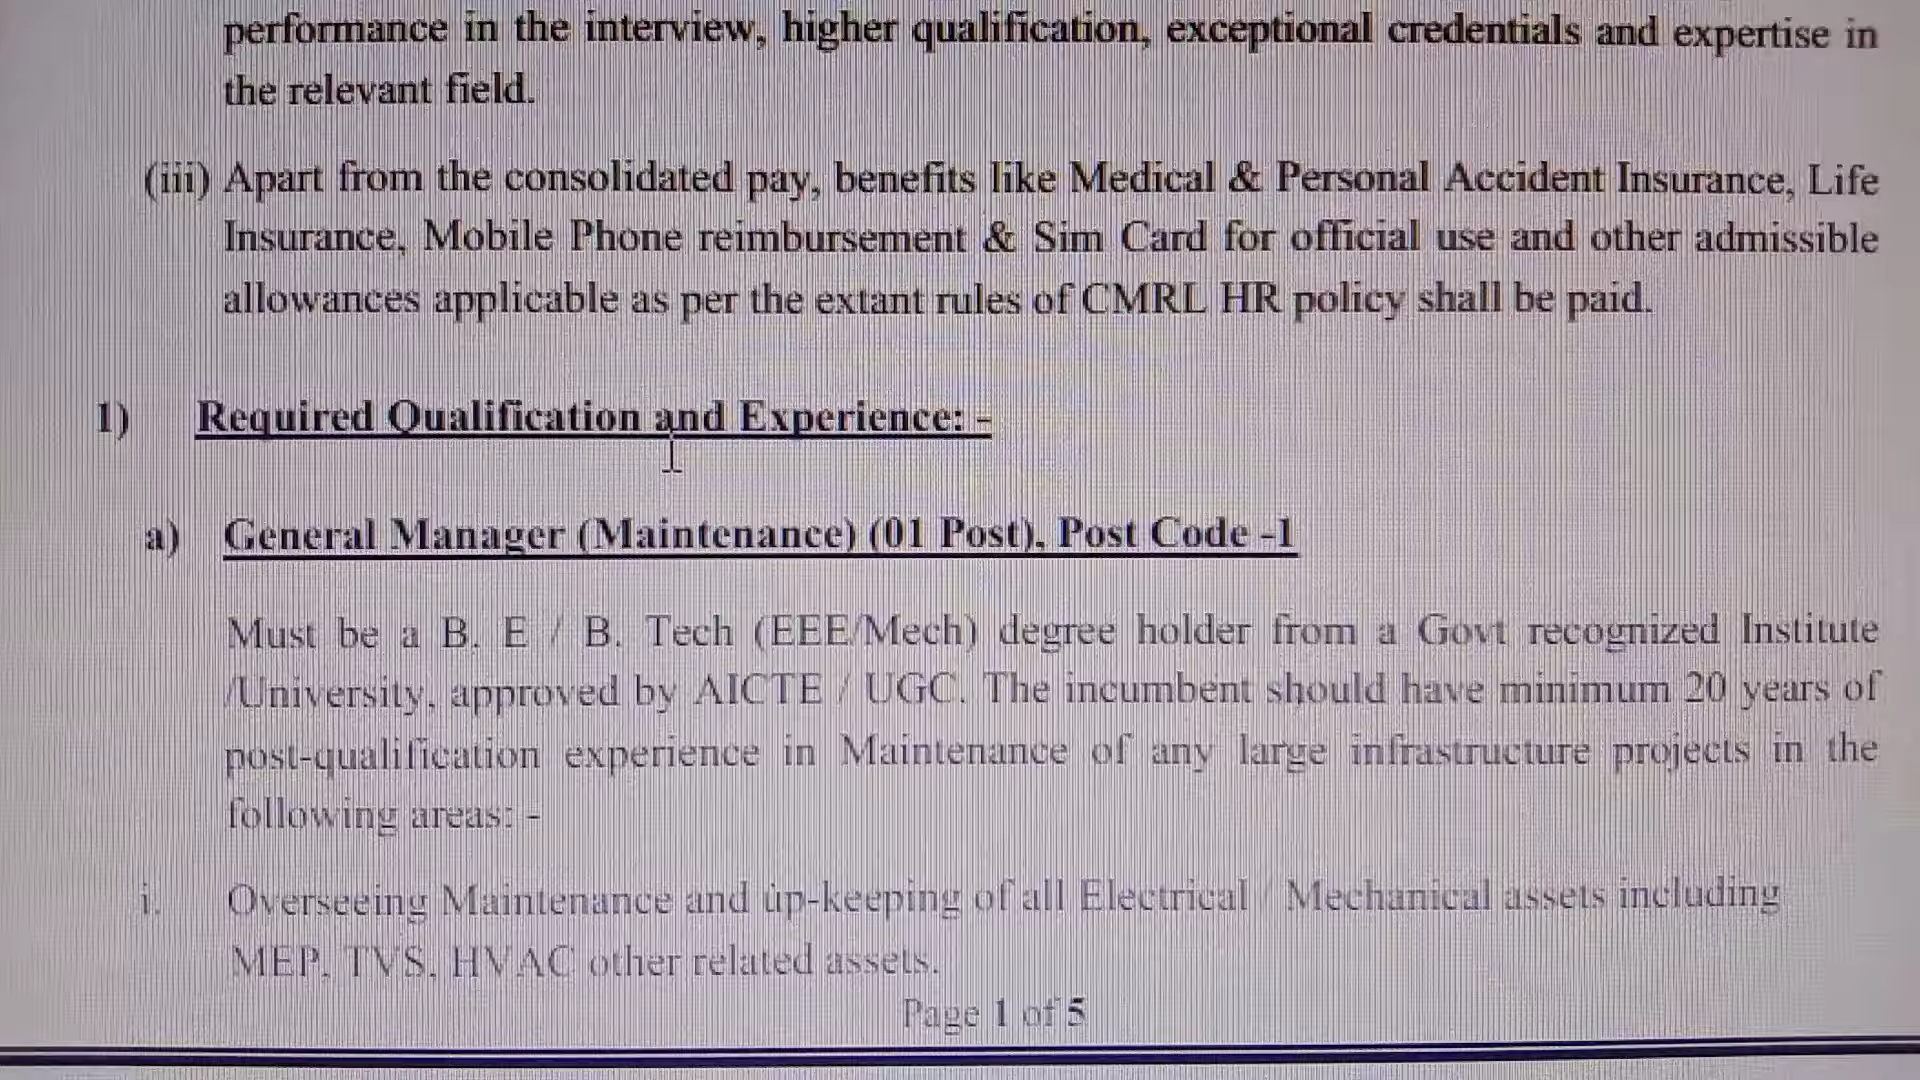 performance in the interview, higher qualification, exceptional credentials and expertise in
the relevant field.
(iii) Apart from the consolidated pay, benefits like Medical & Personal Accident Insurance, Life
Insurance, Mobile Phone reimbursement & Sim Card for official use and other admissible
allowances applicable as per the extant rules of CMRL HR policy shall be paid.
1) Required Qualification and Experience: -
a) General Manager (Maintenance) (01 Post), Post Code -1
Must be a B. E / B. Tech (EEE/Mech) degree holder from a Govt recognized Institute
/University, approved by AICTE / UGC. The incumbent should have minimum 20 years of
post-qualification experience in Maintenance of any large infrastructure projects in the
following areas: -
i. Overseeing Maintenance and up-keeping of all Electrical / Mechanical assets including
MEP, TVS, HVAC other related assets.
Page 1 of 5